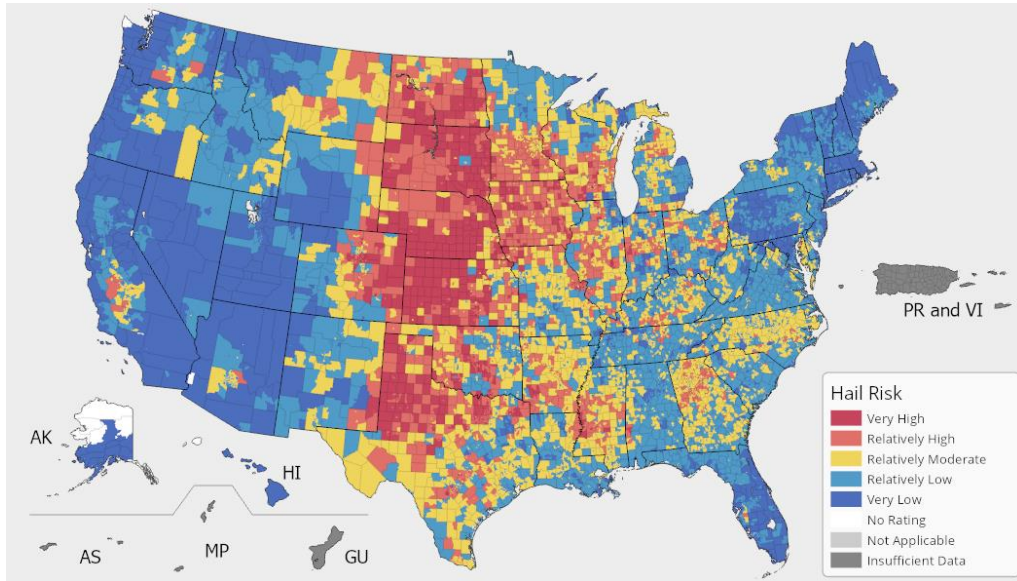 PR and VI
Hail Risk
Very High
Relatively High
Relatively Moderate
Relatively Low
Very Low
No Rating
Not Applicable
Insufficient Data
AK
HI
AS
MP
GU